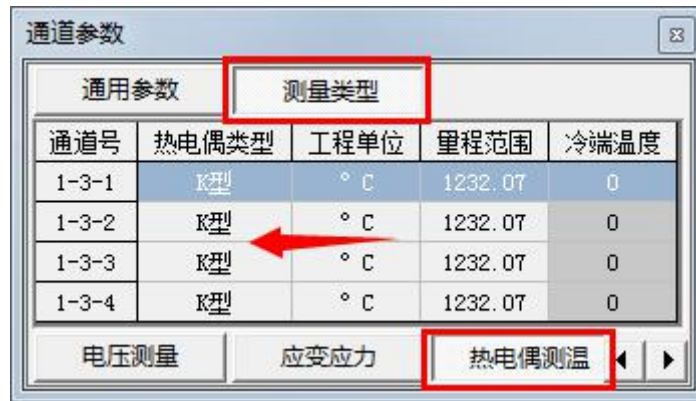 通道参数
通用参数 测量类型
通道号 热电偶类型 工程单位 量程范围 冷端温度
1-3-1 K型 ° C 1232.07 0
1-3-2 K型 ° C 1232.07 0
1-3-3 K型 ° C 1232.07 0
1-3-4 K型 ° C 1232.07 0
电压测量 应变应力 热电偶测温